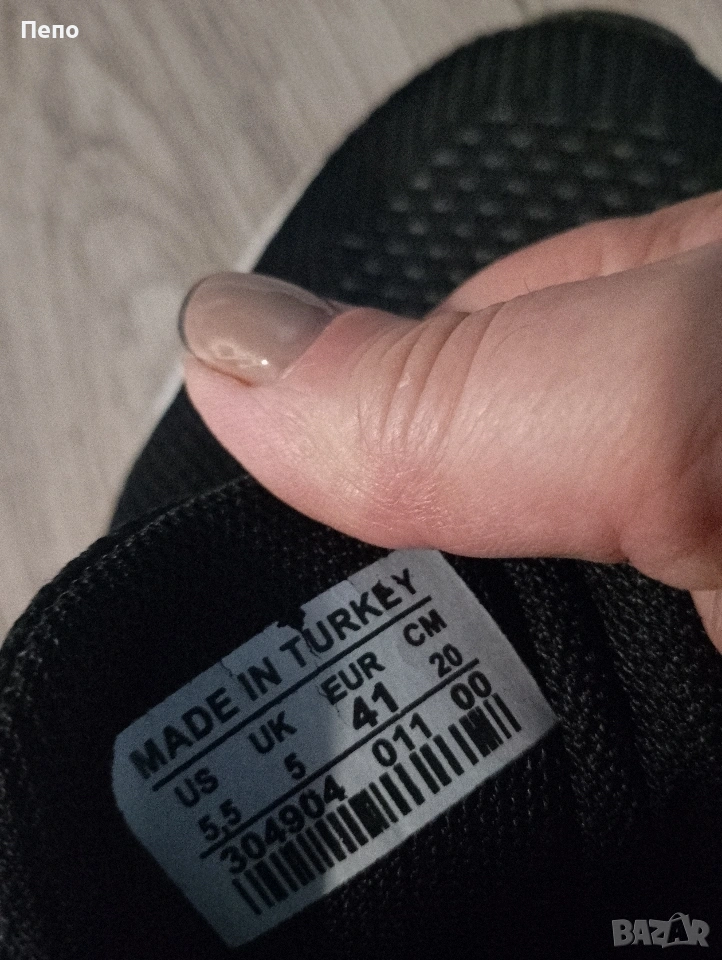 Пепо
MADE IN TURKEY
US UK EUR CM
5,5 5 41 20
304904 011 00
BAZAR